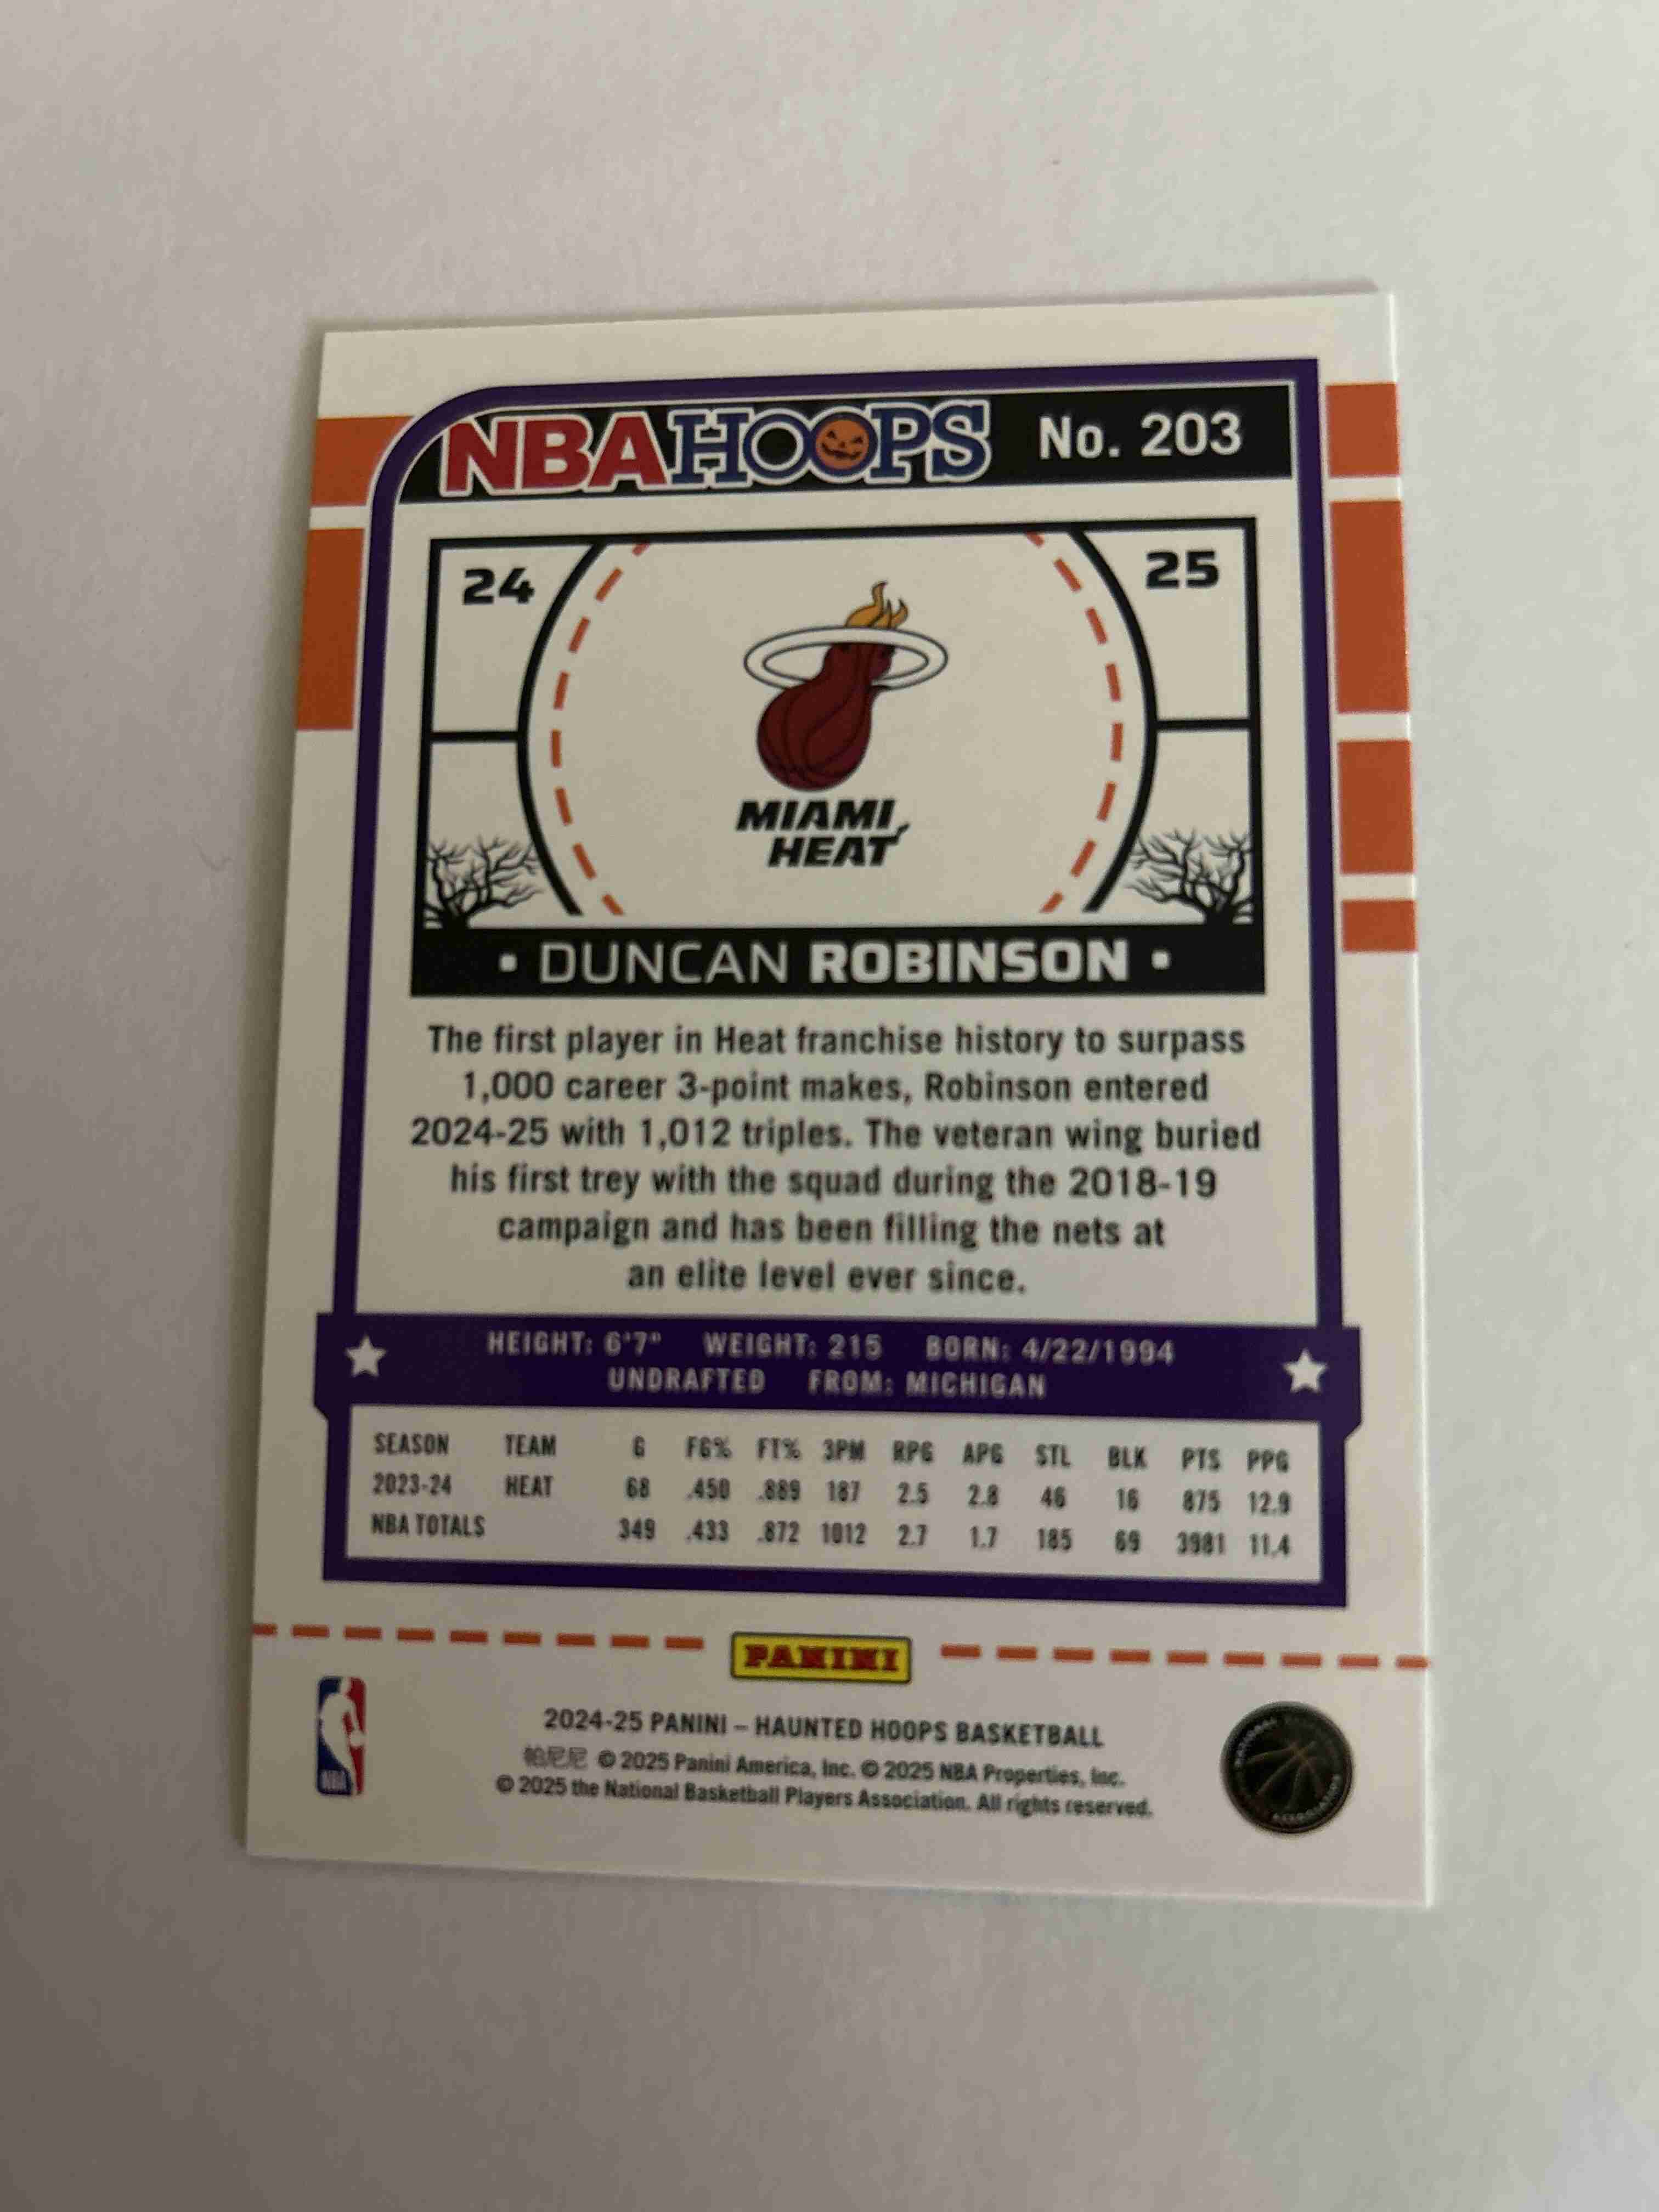 NBA HOOPS No. 203
24 25
MIAMI
HEAT
• DUNCAN ROBINSON •
The first player in Heat franchise history to surpass
1,000 career 3-point makes, Robinson entered
2024-25 with 1,012 triples. The veteran wing buried
his first trey with the squad during the 2018-19
campaign and has been filling the nets at
an elite level ever since.
HEIGHT: 6'7" WEIGHT: 215 BORN: 4/22/1994
UNDRAFTED FROM: MICHIGAN
SEASON TEAM G FG% FT% 3PM RPG APG STL BLK PTS PPG
2023-24 HEAT 68 .450 .889 187 2.5 2.8 46 16 875 12.9
NBA TOTALS 349 .433 .872 1012 2.7 1.7 185 69 3981 11.4
PANINI
2024-25 PANINI – HAUNTED HOOPS BASKETBALL
帕尼尼 © 2025 Panini America, Inc. © 2025 NBA Properties, Inc.
© 2025 the National Basketball Players Association. All rights reserved.
NBA
NATIONAL
ASSOCIATION